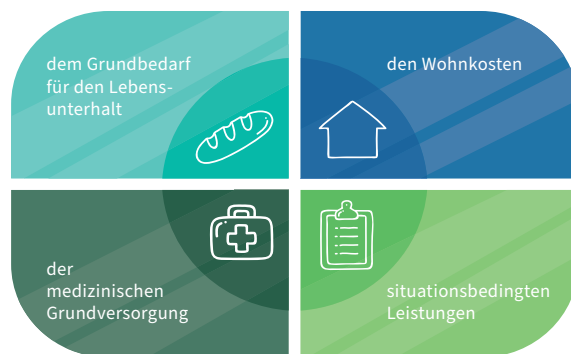 dem Grundbedarf
für den Lebens-
unterhalt
den Wohnkosten
der
medizinischen
Grundversorgung
situationsbedingten
Leistungen